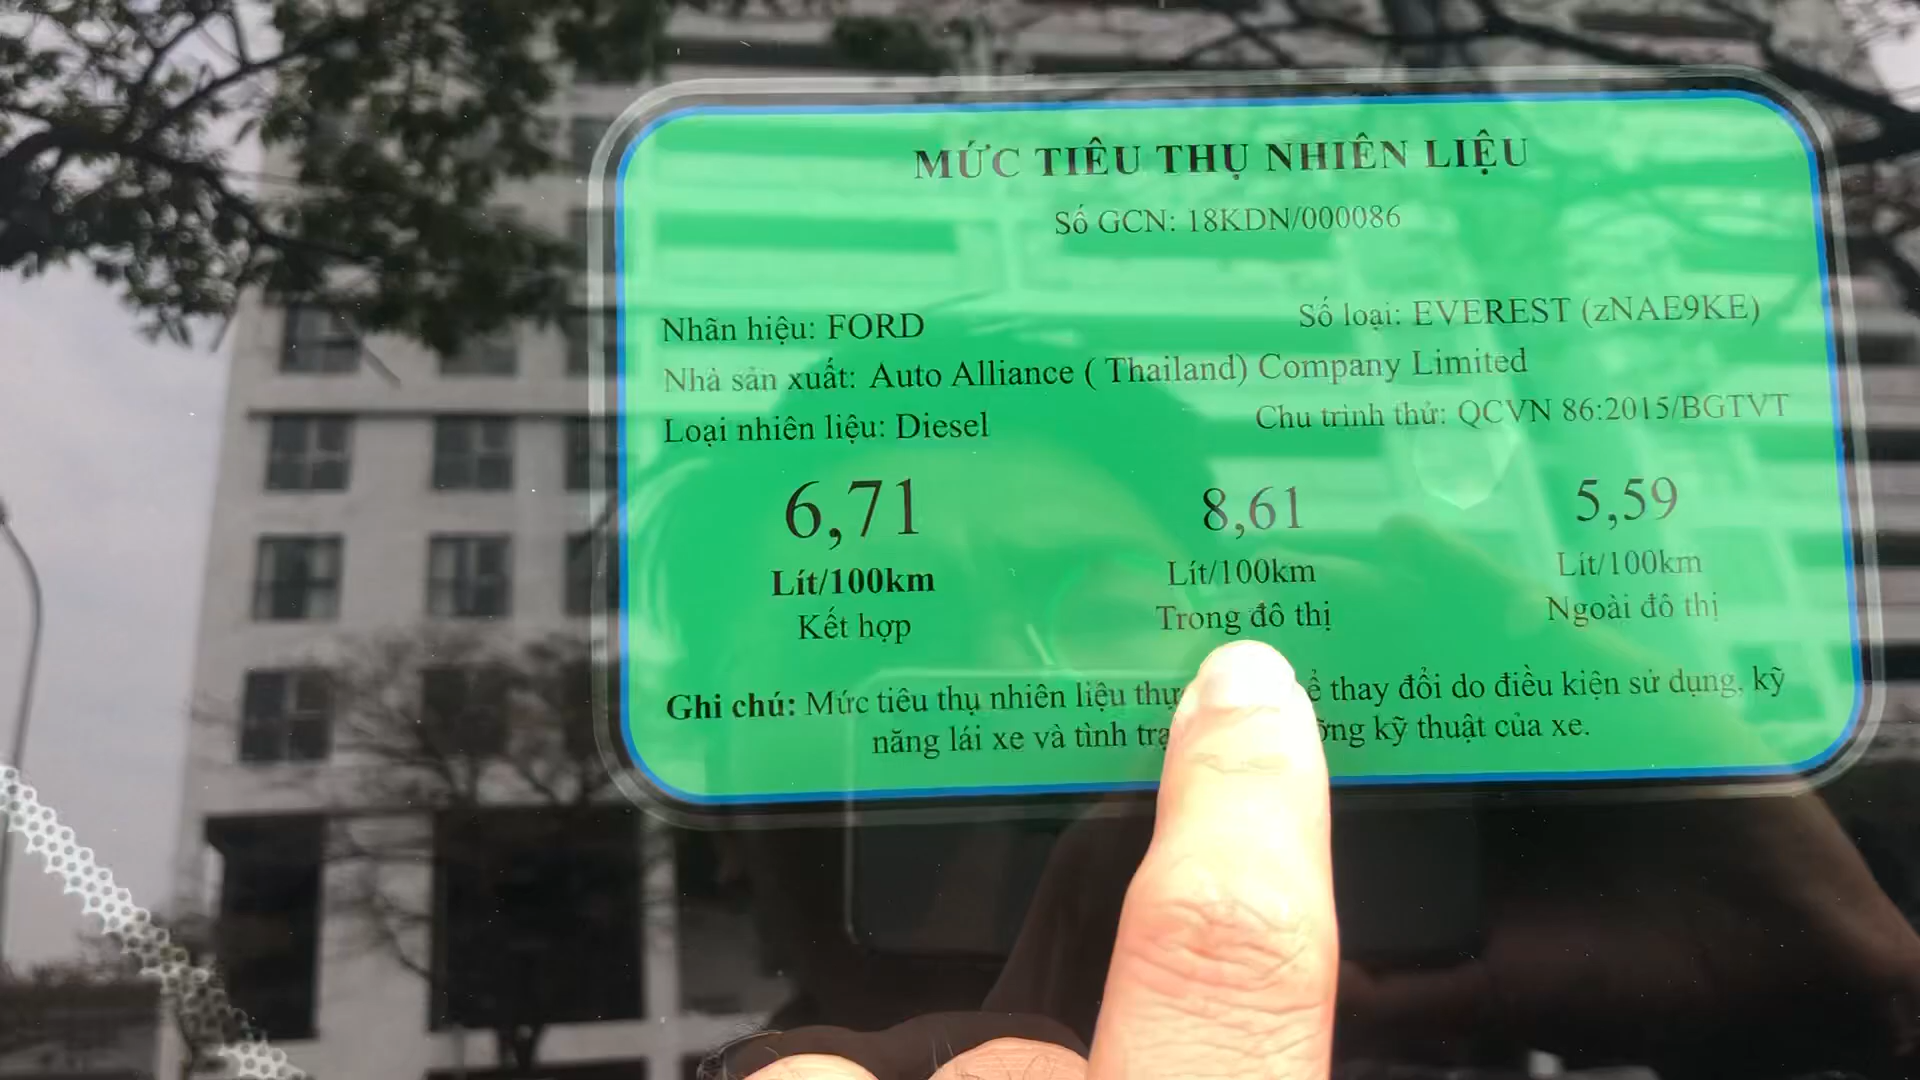 MỨC TIÊU THỤ NHIÊN LIỆU
Số GCN: 18KDN/000086
Nhãn hiệu: FORD Số loại: EVEREST (zNAE9KE)
Nhà sản xuất: Auto Alliance ( Thailand) Company Limited
Loại nhiên liệu: Diesel Chu trình thử: QCVN 86:2015/BGTVT
6,71 8,61 5,59
Lít/100km Lít/100km Lít/100km
Kết hợp Trong đô thị Ngoài đô thị
Ghi chú: Mức tiêu thụ nhiên liệu thay đổi do điều kiện sử dụng, kỹ
năng lái xe và tình kỹ thuật của xe.